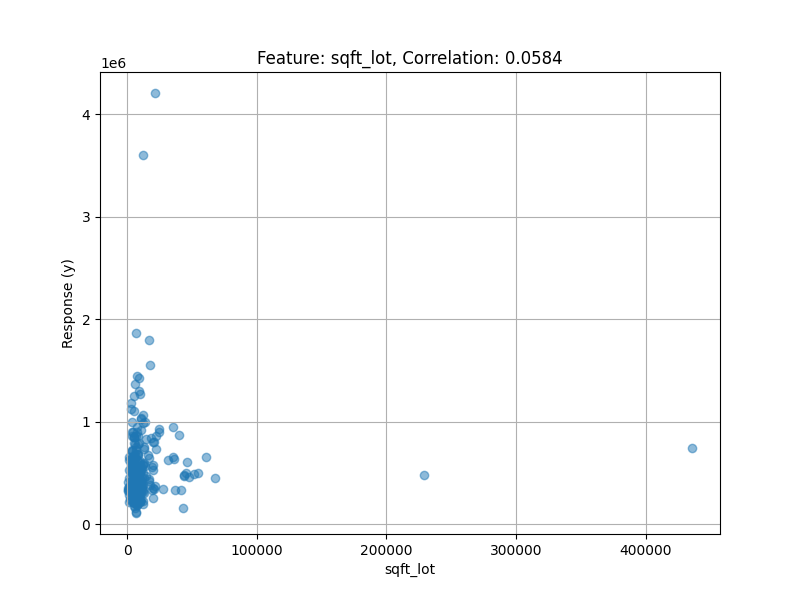 Feature: sqft_lot, Correlation: 0.0584
1e6
4
3
2
1
0
Response (y)
0 100000 200000 300000 400000
sqft_lot